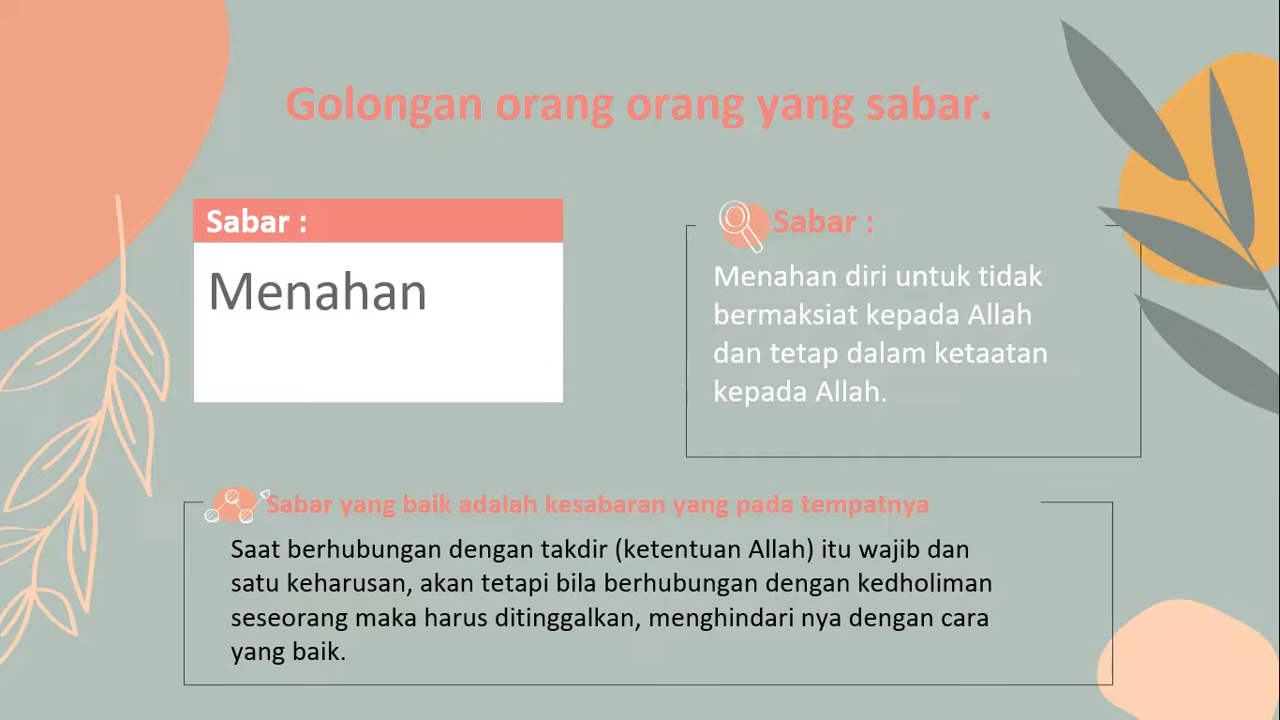 Golongan orang orang yang sabar.
Sabar :
Menahan
Sabar :
Menahan diri untuk tidak
bermaksiat kepada Allah
dan tetap dalam ketaatan
kepada Allah.
Sabar yang baik adalah kesabaran yang pada tempatnya
Saat berhubungan dengan takdir (ketentuan Allah) itu wajib dan
satu keharusan, akan tetapi bila berhubungan dengan kedholiman
seseorang maka harus ditinggalkan, menghindari nya dengan cara
yang baik.